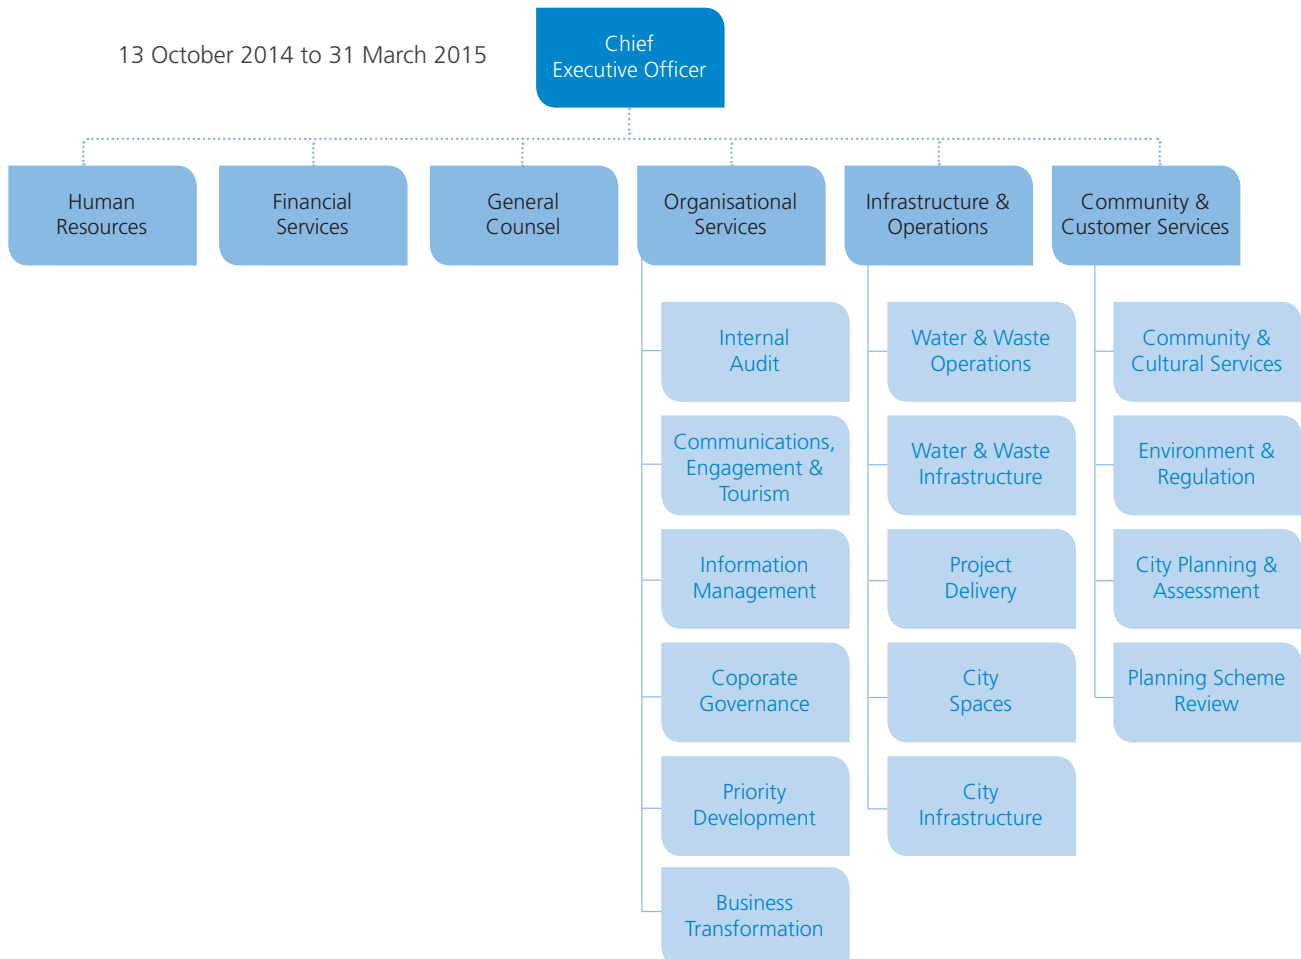 13 October 2014 to 31 March 2015
Chief
Executive Officer
Human
Resources
Financial
Services
General
Counsel
Organisational
Services
Infrastructure &
Operations
Community &
Customer Services
Internal
Audit
Communications,
Engagement &
Tourism
Information
Management
Coporate
Governance
Priority
Development
Business
Transformation
Water & Waste
Operations
Water & Waste
Infrastructure
Project
Delivery
City
Spaces
City
Infrastructure
Community &
Cultural Services
Environment &
Regulation
City Planning &
Assessment
Planning Scheme
Review